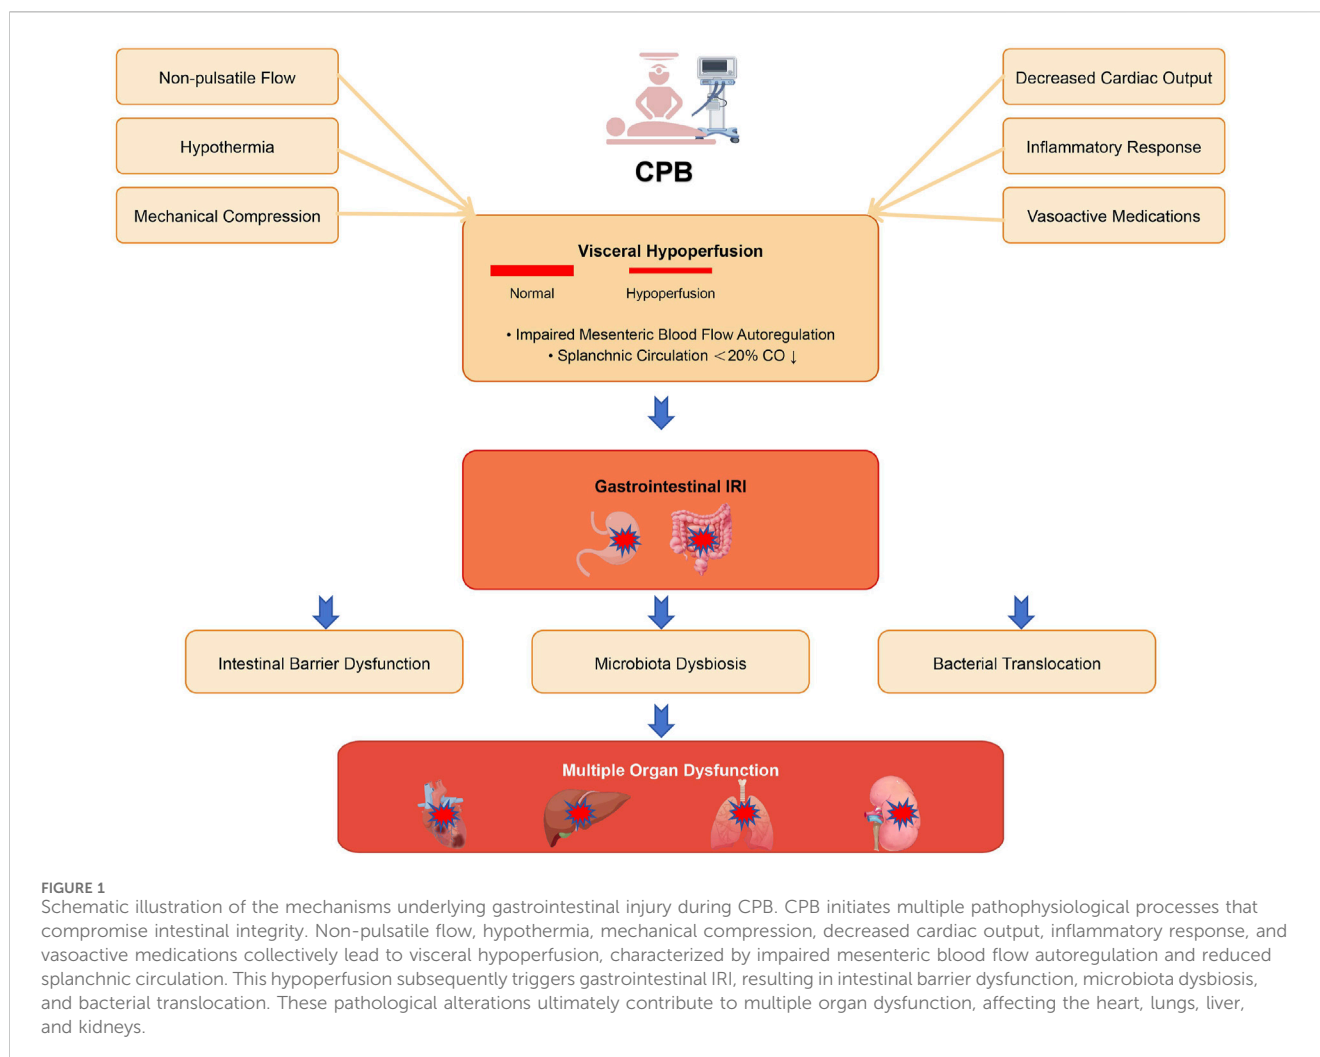 Non-pulsatile Flow
Hypothermia
Mechanical Compression
CPB
Decreased Cardiac Output
Inflammatory Response
Vasoactive Medications
Visceral Hypoperfusion
Normal
Hypoperfusion
• Impaired Mesenteric Blood Flow Autoregulation
• Splanchnic Circulation <20% CO ↓
Gastrointestinal IRI
Intestinal Barrier Dysfunction
Microbiota Dysbiosis
Bacterial Translocation
Multiple Organ Dysfunction
FIGURE 1
Schematic illustration of the mechanisms underlying gastrointestinal injury during CPB. CPB initiates multiple pathophysiological processes that
compromise intestinal integrity. Non-pulsatile flow, hypothermia, mechanical compression, decreased cardiac output, inflammatory response, and
vasoactive medications collectively lead to visceral hypoperfusion, characterized by impaired mesenteric blood flow autoregulation and reduced
splanchnic circulation. This hypoperfusion subsequently triggers gastrointestinal IRI, resulting in intestinal barrier dysfunction, microbiota dysbiosis,
and bacterial translocation. These pathological alterations ultimately contribute to multiple organ dysfunction, affecting the heart, lungs, liver,
and kidneys.